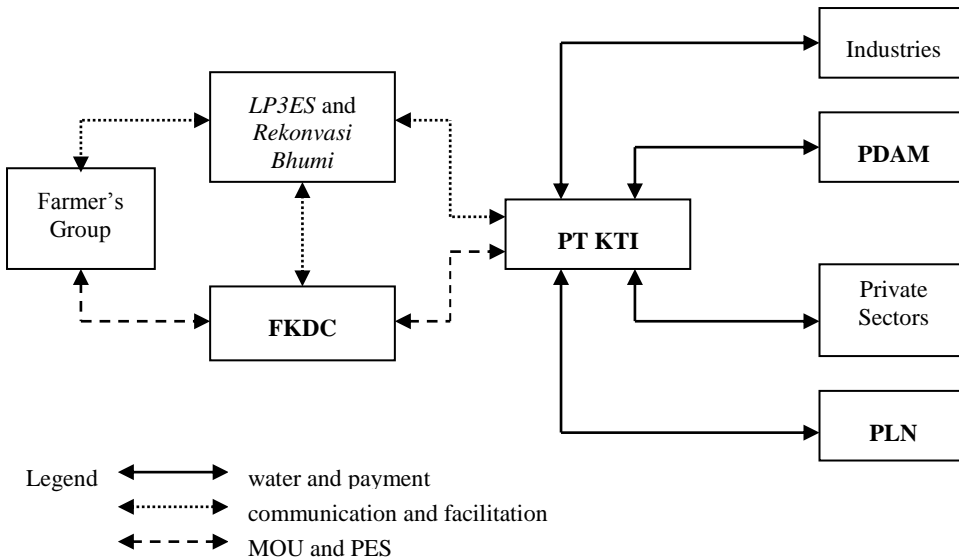 Industries
LP3ES and
Rekonvasi
Bhumi
PDAM
Farmer’s
Group
PT KTI
Private
Sectors
FKDC
PLN
Legend
water and payment
communication and facilitation
MOU and PES